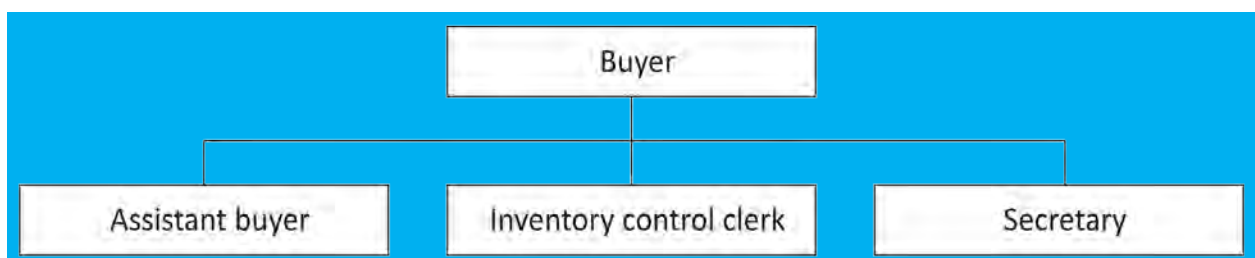 Buyer
Assistant buyer
Inventory control clerk
Secretary